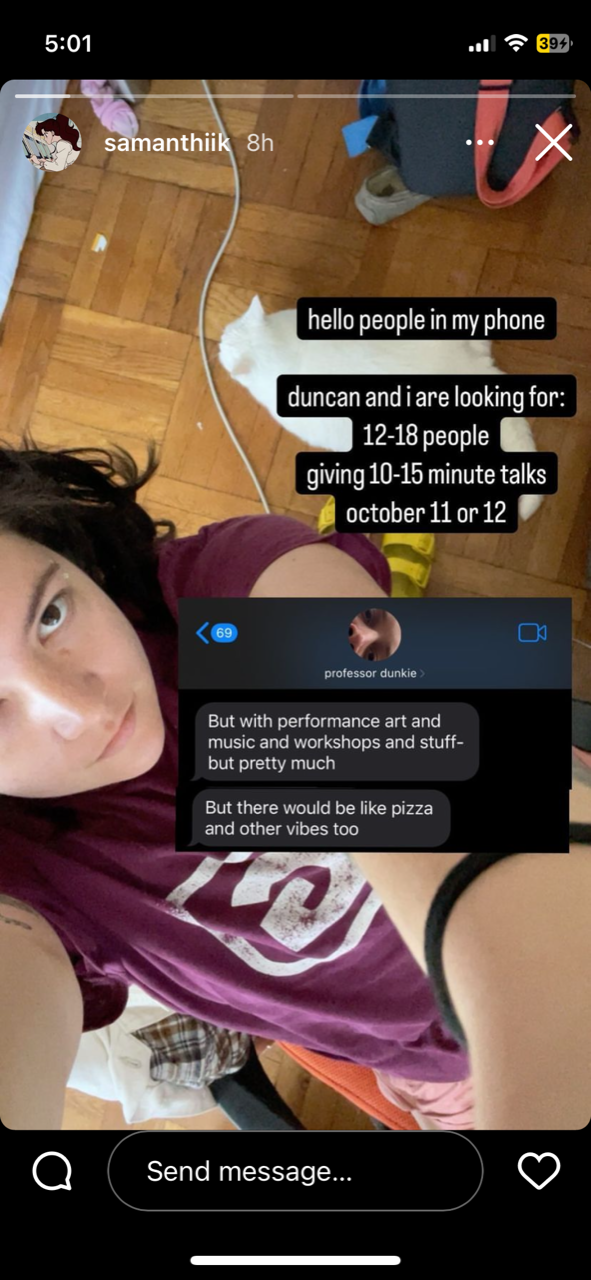 5:01
39
samanthiik 8h
hello people in my phone
duncan and i are looking for:
12-18 people
giving 10-15 minute talks
october 11 or 12
69
professor dunkie
But with performance art and
music and workshops and stuff-
but pretty much
But there would be like pizza
and other vibes too
Send message...